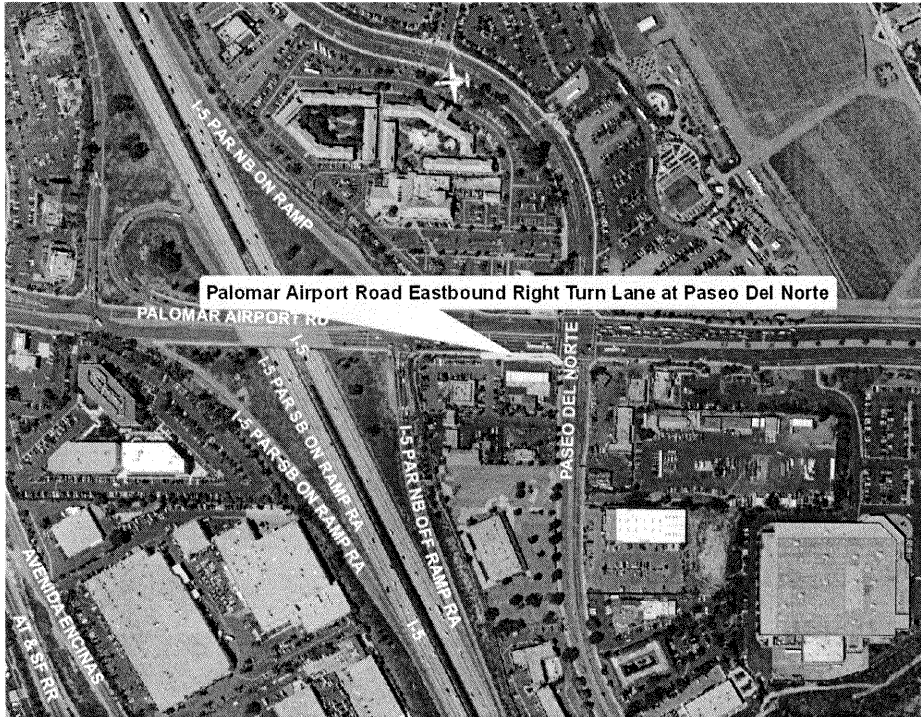 I-5 PAR NB ON RAMP
Palomar Airport Road Eastbound Right Turn Lane at Paseo Del Norte
PALOMAR AIRPORT RD
I-5
PASEO DEL NORTE
I-5 PAR SB ON RAMP RA
I-5 PAR SB ON RAMP RA
I-5 PAR NB OFF RAMP RA
I-5
AVENIDA ENCINAS
AT & SF RR